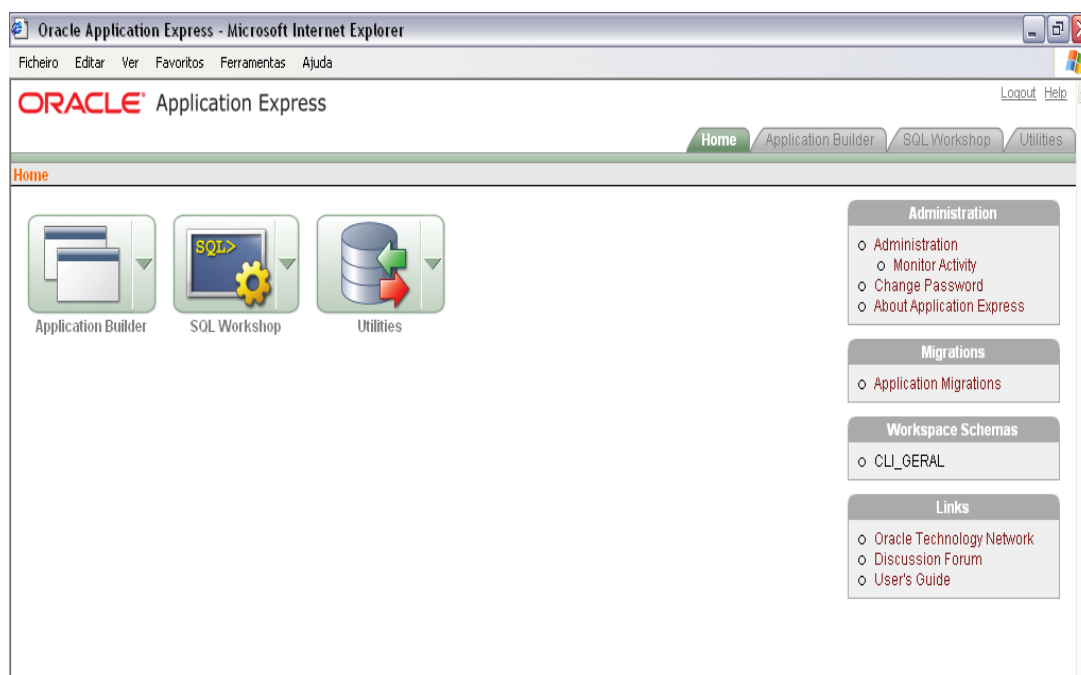 Oracle Application Express - Microsoft Internet Explorer
Ficheiro Editar Ver Favoritos Ferramentas Ajuda
ORACLE Application Express
Logout Help
Home Application Builder SQL Workshop Utilities
Home
SQL>
Application Builder SQL Workshop Utilities
Administration
Administration
Monitor Activity
Change Password
About Application Express
Migrations
Application Migrations
Workspace Schemas
CLI_GERAL
Links
Oracle Technology Network
Discussion Forum
User's Guide